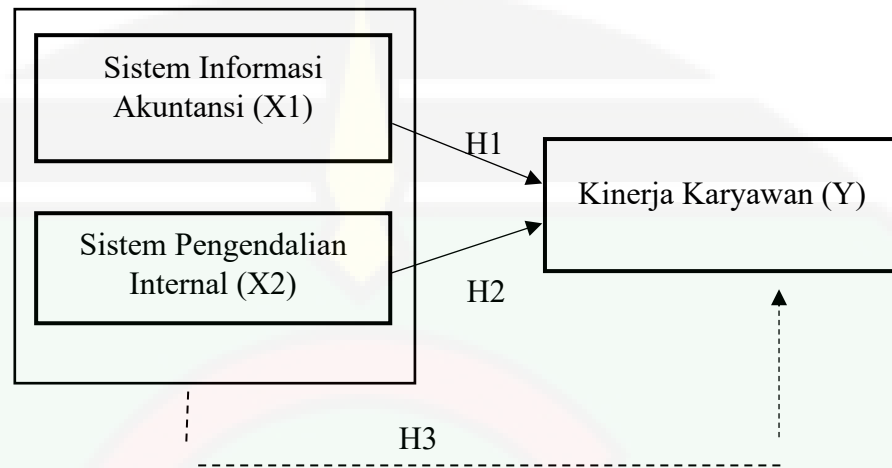 Sistem Informasi
Akuntansi (X1)
H1
Kinerja Karyawan (Y)
Sistem Pengendalian
Internal (X2)
H2
H3